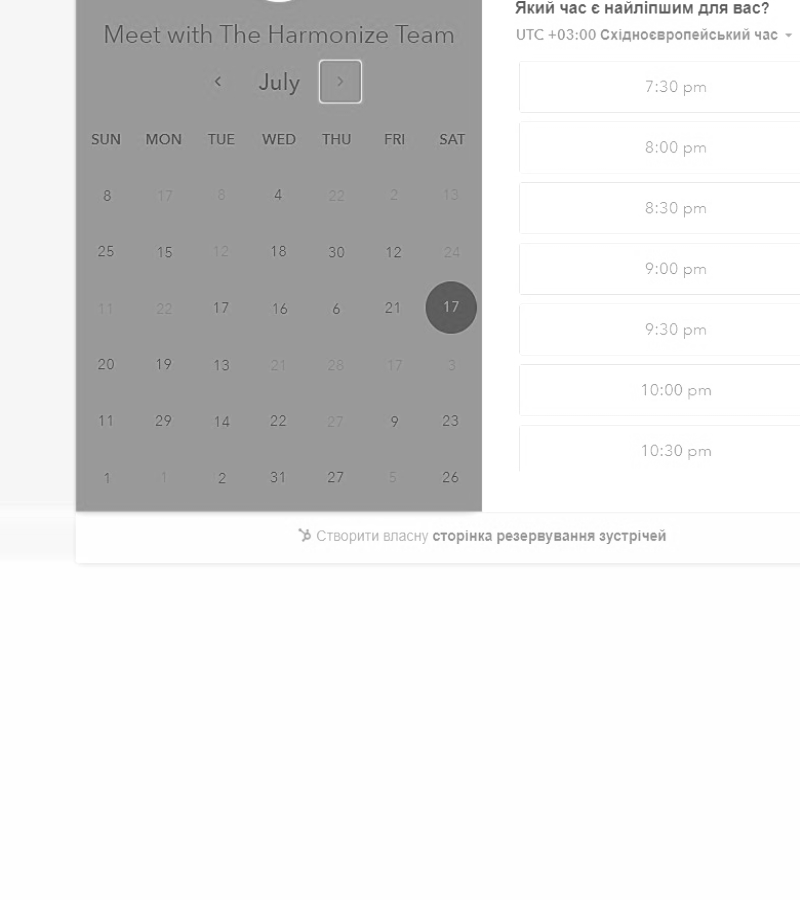 Meet with The Harmonize Team
July
SUN MON TUE WED THU FRI SAT
8 17 8 4 22 2 13
25 15 12 18 30 12 24
11 22 17 16 6 21 17
20 19 13 21 28 17 3
11 29 14 22 27 9 23
1 1 2 31 27 5 26
Який час є найліпшим для вас?
UTC +03:00 Східноєвропейський час
7:30 pm
8:00 pm
8:30 pm
9:00 pm
9:30 pm
10:00 pm
10:30 pm
Створити власну сторінка резервування зустрічей